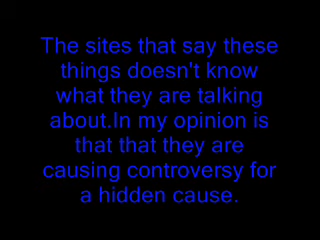 The sites that say these
things doesn't know
what they are talking
about.In my opinion is
that that they are
causing controversy for
a hidden cause.